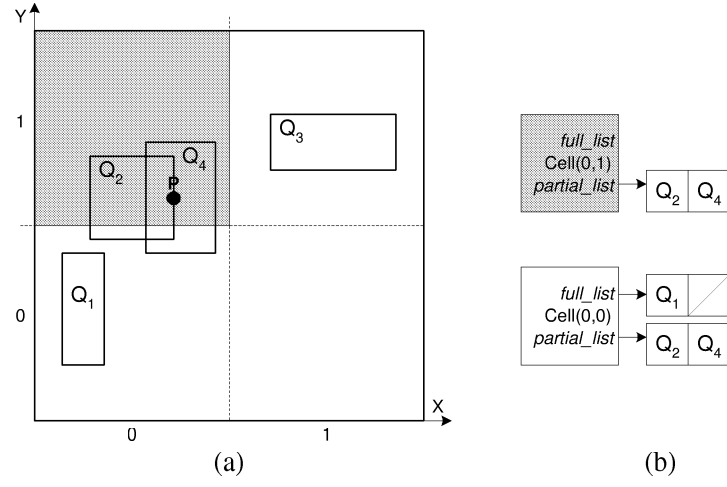 Y
1
0
Q2
Q4
P
Q3
Q1
X
0
1
(a)
full_list
Cell(0,1)
partial_list
Q2
Q4
full_list
Cell(0,0)
partial_list
Q1
Q2
Q4
(b)